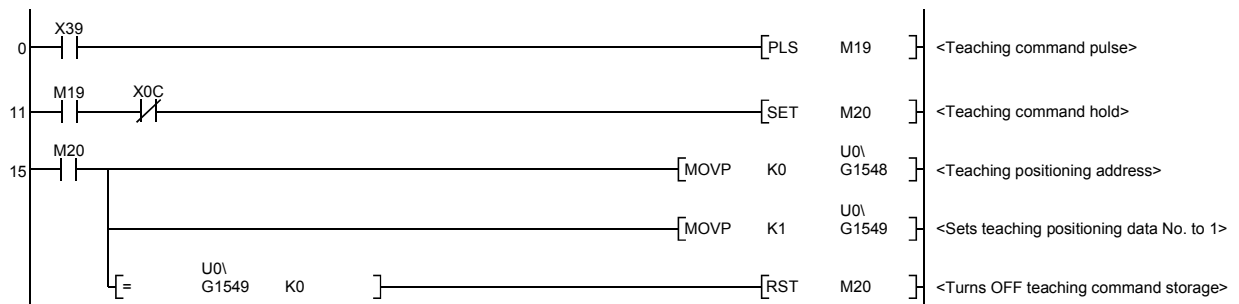 X39
0 PLS M19 <Teaching command pulse>
M19 X0C
11 SET M20 <Teaching command hold>
M20 U0\
15 MOVP K0 G1548 <Teaching positioning address>
U0\
MOVP K1 G1549 <Sets teaching positioning data No. to 1>
U0\
= G1549 K0 RST M20 <Turns OFF teaching command storage>